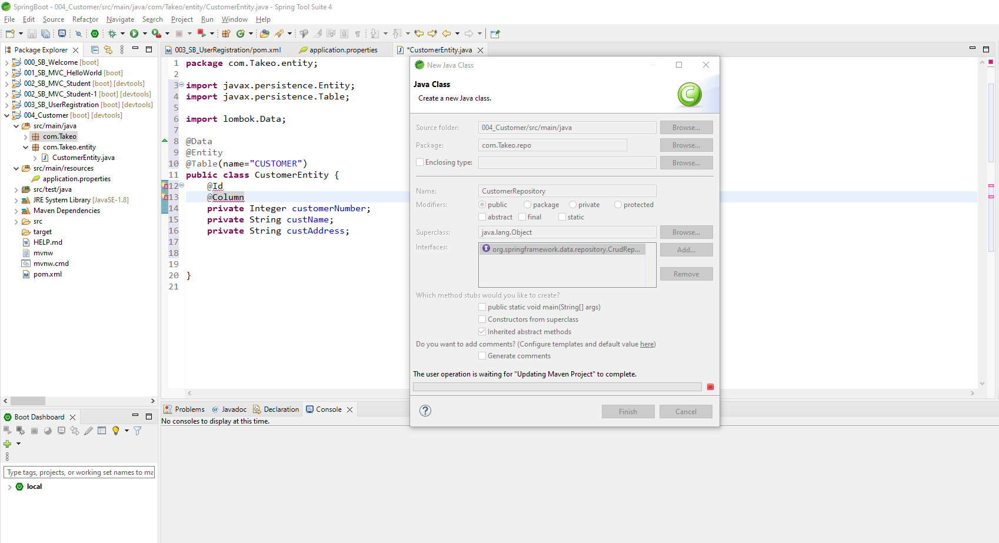 SpringBoot - 004_Customer/src/main/java/com/Takeo/entity/CustomerEntity.java - Spring Tool Suite 4
File Edit Source Refactor Navigate Search Project Run Window Help
Package Explorer
000_SB_Welcome [boot]
001_SB_MVC_HelloWorld [boot]
002_SB_MVC_Student [boot] [devtools]
002_SB_MVC_Student-1 [boot] [devtools]
003_SB_UserRegistration [boot] [devtools]
004_Customer [boot] [devtools]
src/main/java
com.Takeo
com.Takeo.entity
CustomerEntity.java
src/main/resources
application.properties
src/test/java
JRE System Library [JavaSE-1.8]
Maven Dependencies
src
target
HELP.md
mvnw
mvnw.cmd
pom.xml
003_SB_UserRegistration/pom.xml application.properties *CustomerEntity.java
1 package com.Takeo.entity;
2
3 import javax.persistence.Entity;
4 import javax.persistence.Table;
5
6 import lombok.Data;
7
8 @Data
9 @Entity
10 @Table(name="CUSTOMER")
11 public class CustomerEntity {
12 @Id
13 @Column
14 private Integer customerNumber;
15 private String custName;
16 private String custAddress;
17
18
19
20 }
21
New Java Class
Java Class
Create a new Java class.
Source folder: 004_Customer/src/main/java Browse...
Package: com.Takeo.repo Browse...
Enclosing type: Browse...
Name: CustomerRepository
Modifiers: public package private protected
abstract final static
Superclass: java.lang.Object Browse...
Interfaces: org.springframework.data.repository.CrudRep... Add...
Remove
Which method stubs would you like to create?
public static void main(String[] args)
Constructors from superclass
Inherited abstract methods
Do you want to add comments? (Configure templates and default value here)
Generate comments
The user operation is waiting for "Updating Maven Project" to complete.
Finish Cancel
Problems Javadoc Declaration Console
No consoles to display at this time.
Boot Dashboard
Type tags, projects, or working set names to ma
local